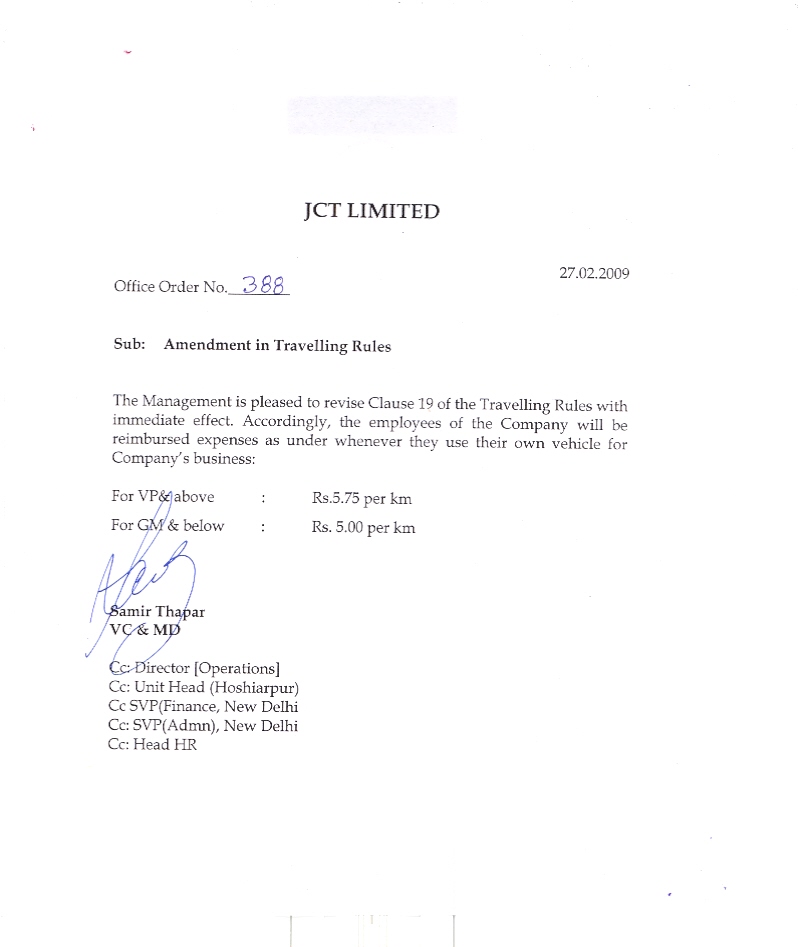 JCT LIMITED
27.02.2009
Office Order No. 388
Sub: Amendment in Travelling Rules
The Management is pleased to revise Clause 19 of the Travelling Rules with
immediate effect. Accordingly, the employees of the Company will be
reimbursed expenses as under whenever they use their own vehicle for
Company's business:
For VP& above : Rs.5.75 per km
For GM & below : Rs. 5.00 per km
Samir Thapar
VC & MD
Cc: Director [Operations]
Cc: Unit Head (Hoshiarpur)
Cc SVP(Finance, New Delhi
Cc: SVP(Admn), New Delhi
Cc: Head HR